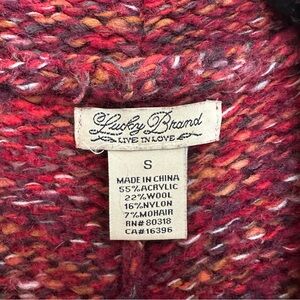 Lucky Brand
LIVE IN LOVE
S
MADE IN CHINA
55%ACRYLIC
22%WOOL
16%NYLON
7%MOHAIR
RN#80318
CA#16396